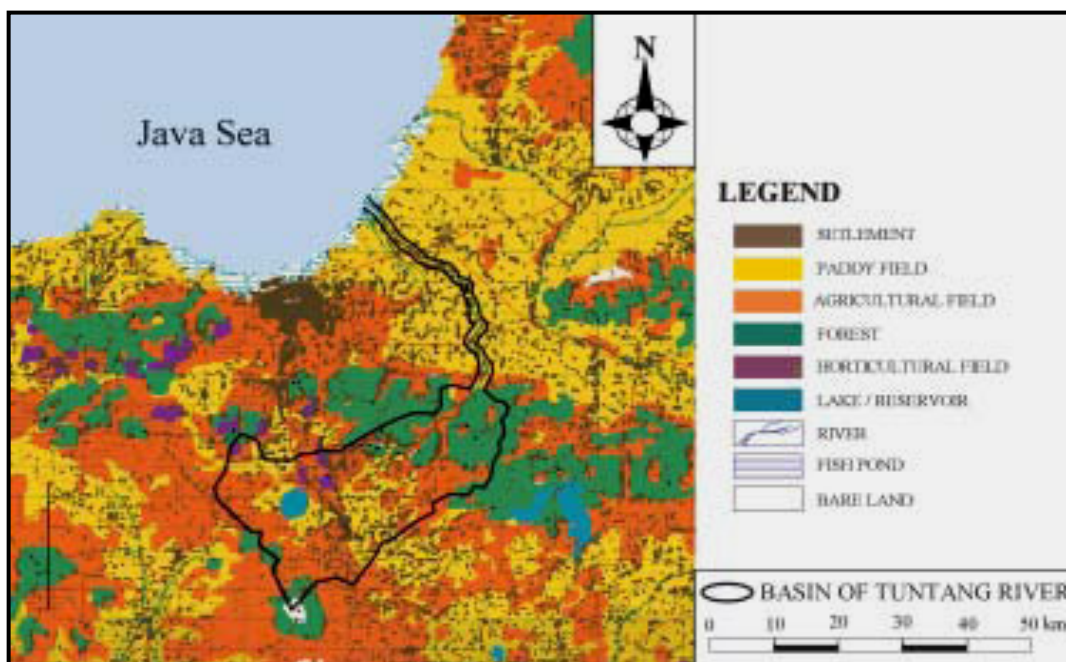 N
Java Sea
LEGEND
SETLEMENT
PADDY FIELD
AGRICULTURAL FIELD
FOREST
HORTICULTURAL FIELD
LAKE / RESERVOIR
RIVER
FISH POND
BARE LAND
BASIN OF TUNTANG RIVER
0 10 20 30 40 50 km